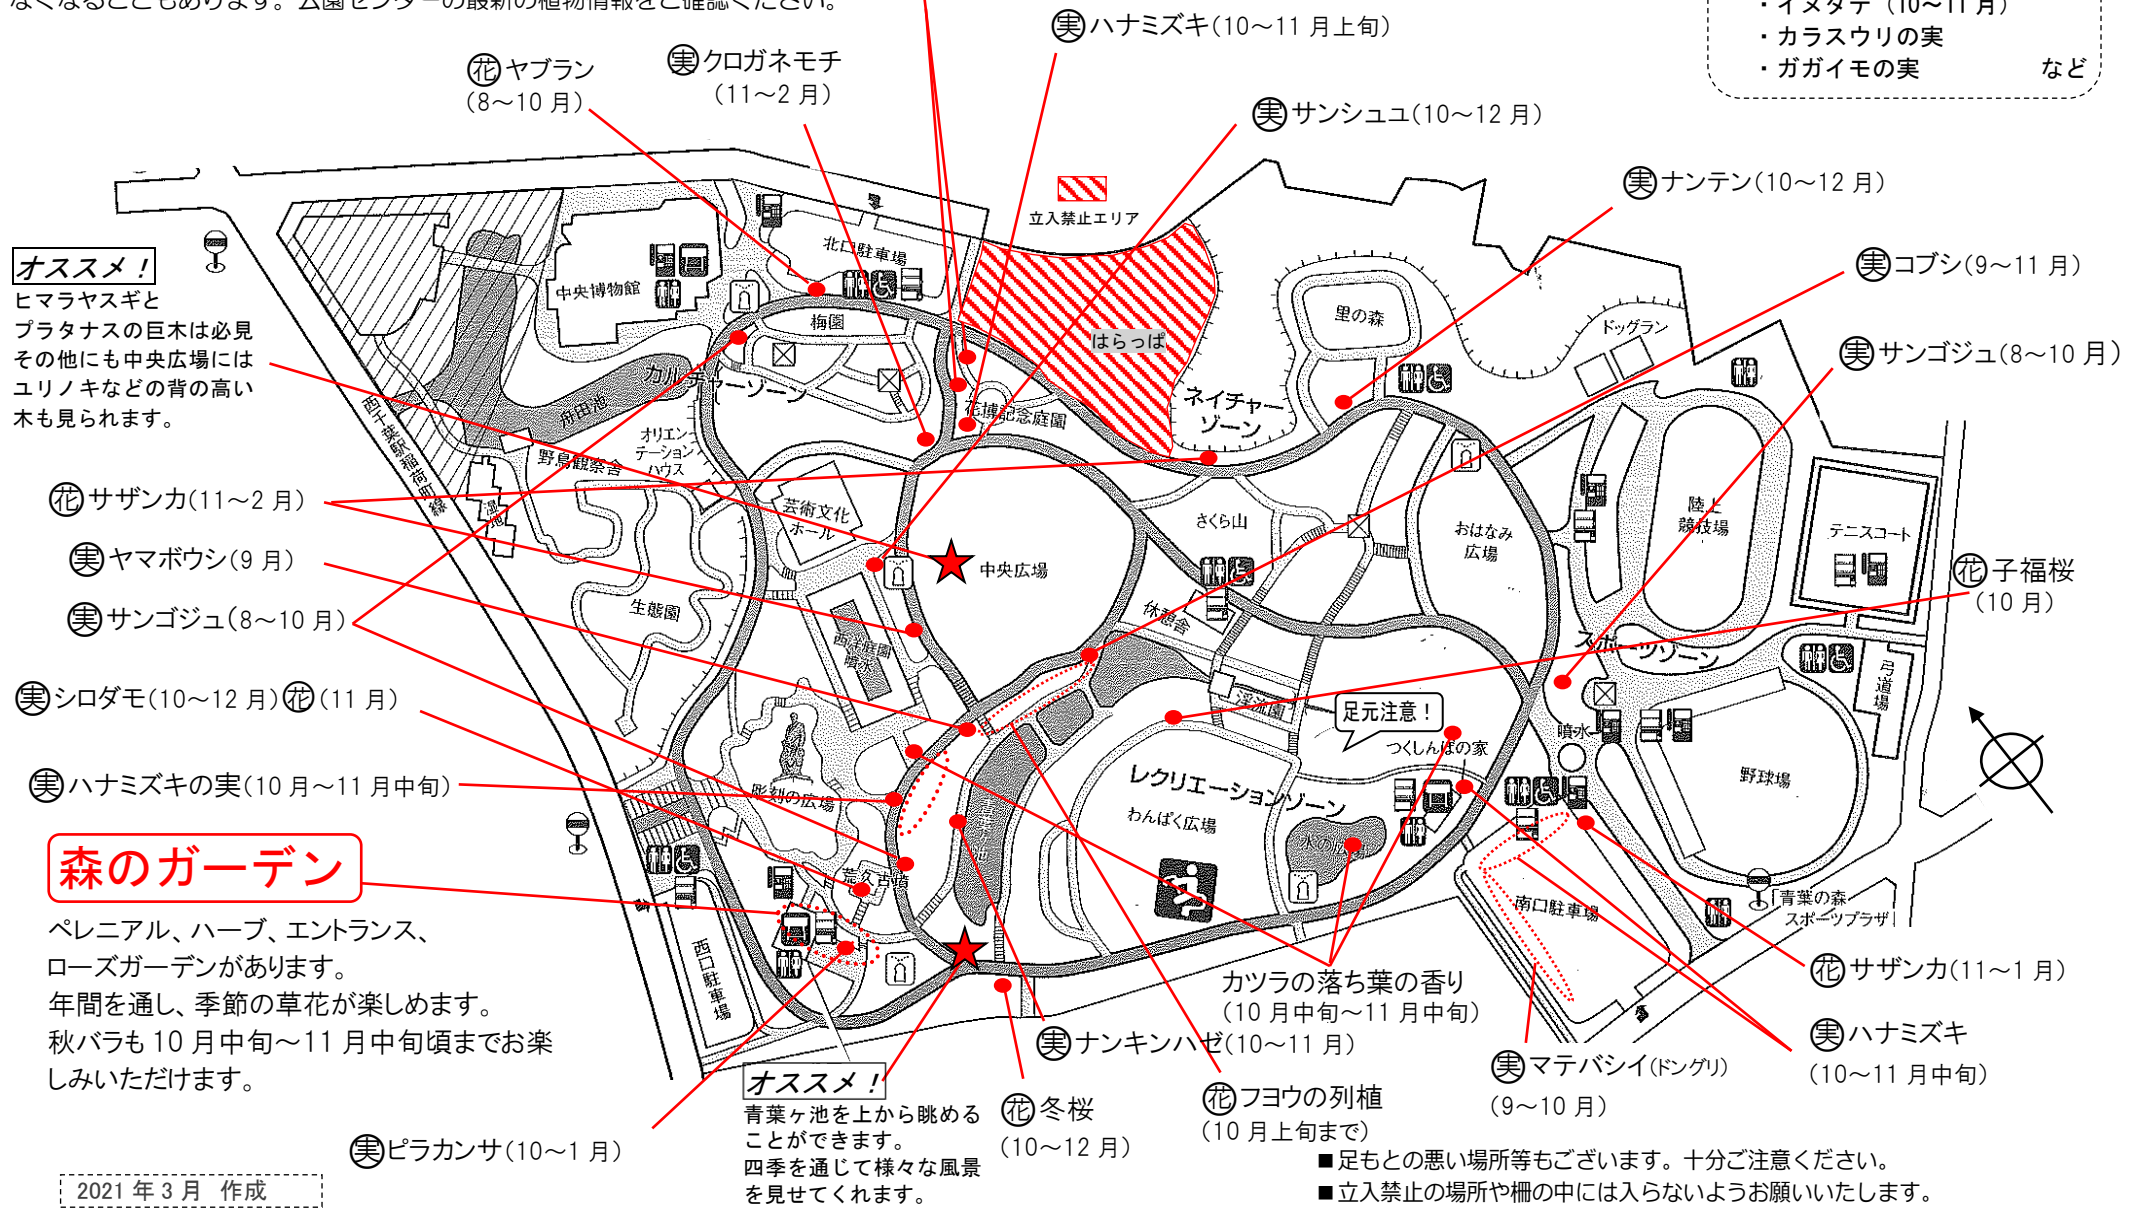 なくなることもあります。公園センターの最新の植物情報をご確認ください。
・イヌタデ（10～11月）
・カラスウリの実
・ガガイモの実 など
実 ハナミズキ(10～11月上旬)
花 ヤブラン
(8～10月)
実 クロガネモチ
(11～2月)
実 サンシュユ(10～12月)
実 ナンテン(10～12月)
実 コブシ(9～11月)
実 サンゴジュ(8～10月)
立入禁止エリア
オススメ！
ヒマラヤスギと
プラタナスの巨木は必見
その他にも中央広場には
ユリノキなどの背の高い
木も見られます。
北口駐車場
中央博物館
梅園
はらっぱ
里の森
ドッグラン
カルチャーゾーン
舟田池
花博記念庭園
ネイチャー
ゾーン
西千葉駅稲荷町線
オリエン
テーション
ハウス
野鳥観察舎
芸術文化
ホール
さくら山
おはなみ
広場
陸上
競技場
テニスコート
花 サザンカ(11～2月)
実 ヤマボウシ(9月)
実 サンゴジュ(8～10月)
実 シロダモ(10～12月) 花 (11月)
実 ハナミズキの実(10月～11月中旬)
中央広場
生態園
西洋庭園
噴水
休憩舎
渓流園
スポーツゾーン
弓道場
花 子福桜
(10月)
足元注意！
つくしんぼの家
噴水
野球場
彫刻の広場
レクリエーションゾーン
わんぱく広場
水の広場
荒久古墳
南口駐車場
「青葉の森
スポーツプラザ」
西口駐車場
森のガーデン
ペレニアル、ハーブ、エントランス、
ローズガーデンがあります。
年間を通し、季節の草花が楽しめます。
秋バラも10月中旬～11月中旬頃までお楽
しみいただけます。
カツラの落ち葉の香り
(10月中旬～11月中旬)
花 サザンカ(11～1月)
実 ハナミズキ
(10～11月中旬)
実 マテバシイ(ドングリ)
(9～10月)
実 ナンキンハゼ(10～11月)
花 フヨウの列植
(10月上旬まで)
花 冬桜
(10～12月)
オススメ！
青葉ヶ池を上から眺める
ことができます。
四季を通じて様々な風景
を見せてくれます。
実 ピラカンサ(10～1月)
2021年3月 作成
■足もとの悪い場所等もございます。十分ご注意ください。
■立入禁止の場所や柵の中には入らないようお願いいたします。